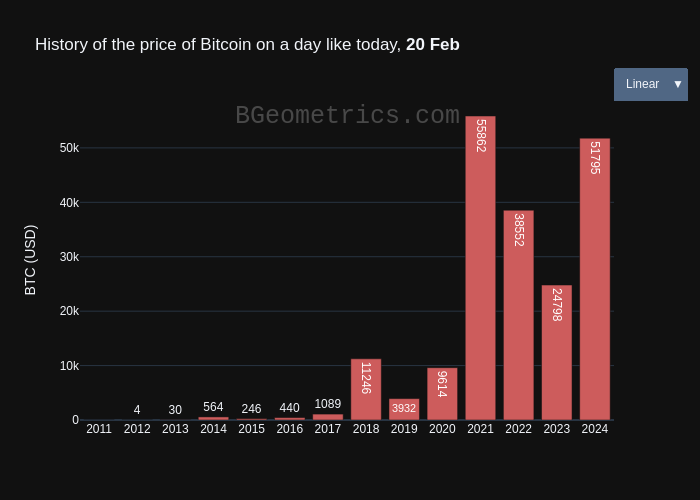 History of the price of Bitcoin on a day like today, 20 Feb
Linear ▼
BGeometrics.com
BTC (USD)
50k
40k
30k
20k
10k
0
4
30
564
246
440
1089
11246
3932
9614
55862
38552
24798
51795
2011 2012 2013 2014 2015 2016 2017 2018 2019 2020 2021 2022 2023 2024